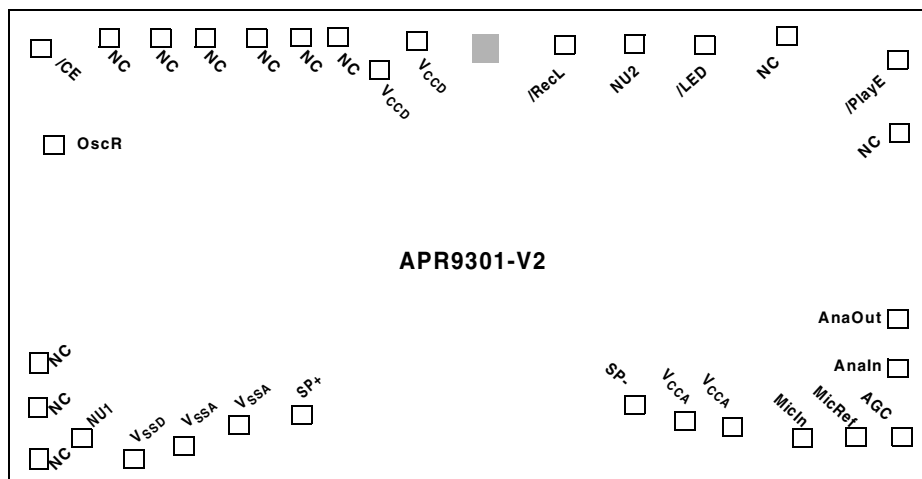 /CE
NC
NC
NC
NC
NC
NC
VCCD
VCCD
/RecL
NU2
/LED
NC
/PlayE
OscR
NC
APR9301-V2
AnaOut
NC
AnaIn
NC
NU1
NC
VSSD
VSSA
VSSA
SP+
SP-
VCCA
VCCA
MicIn
MicRef
AGC